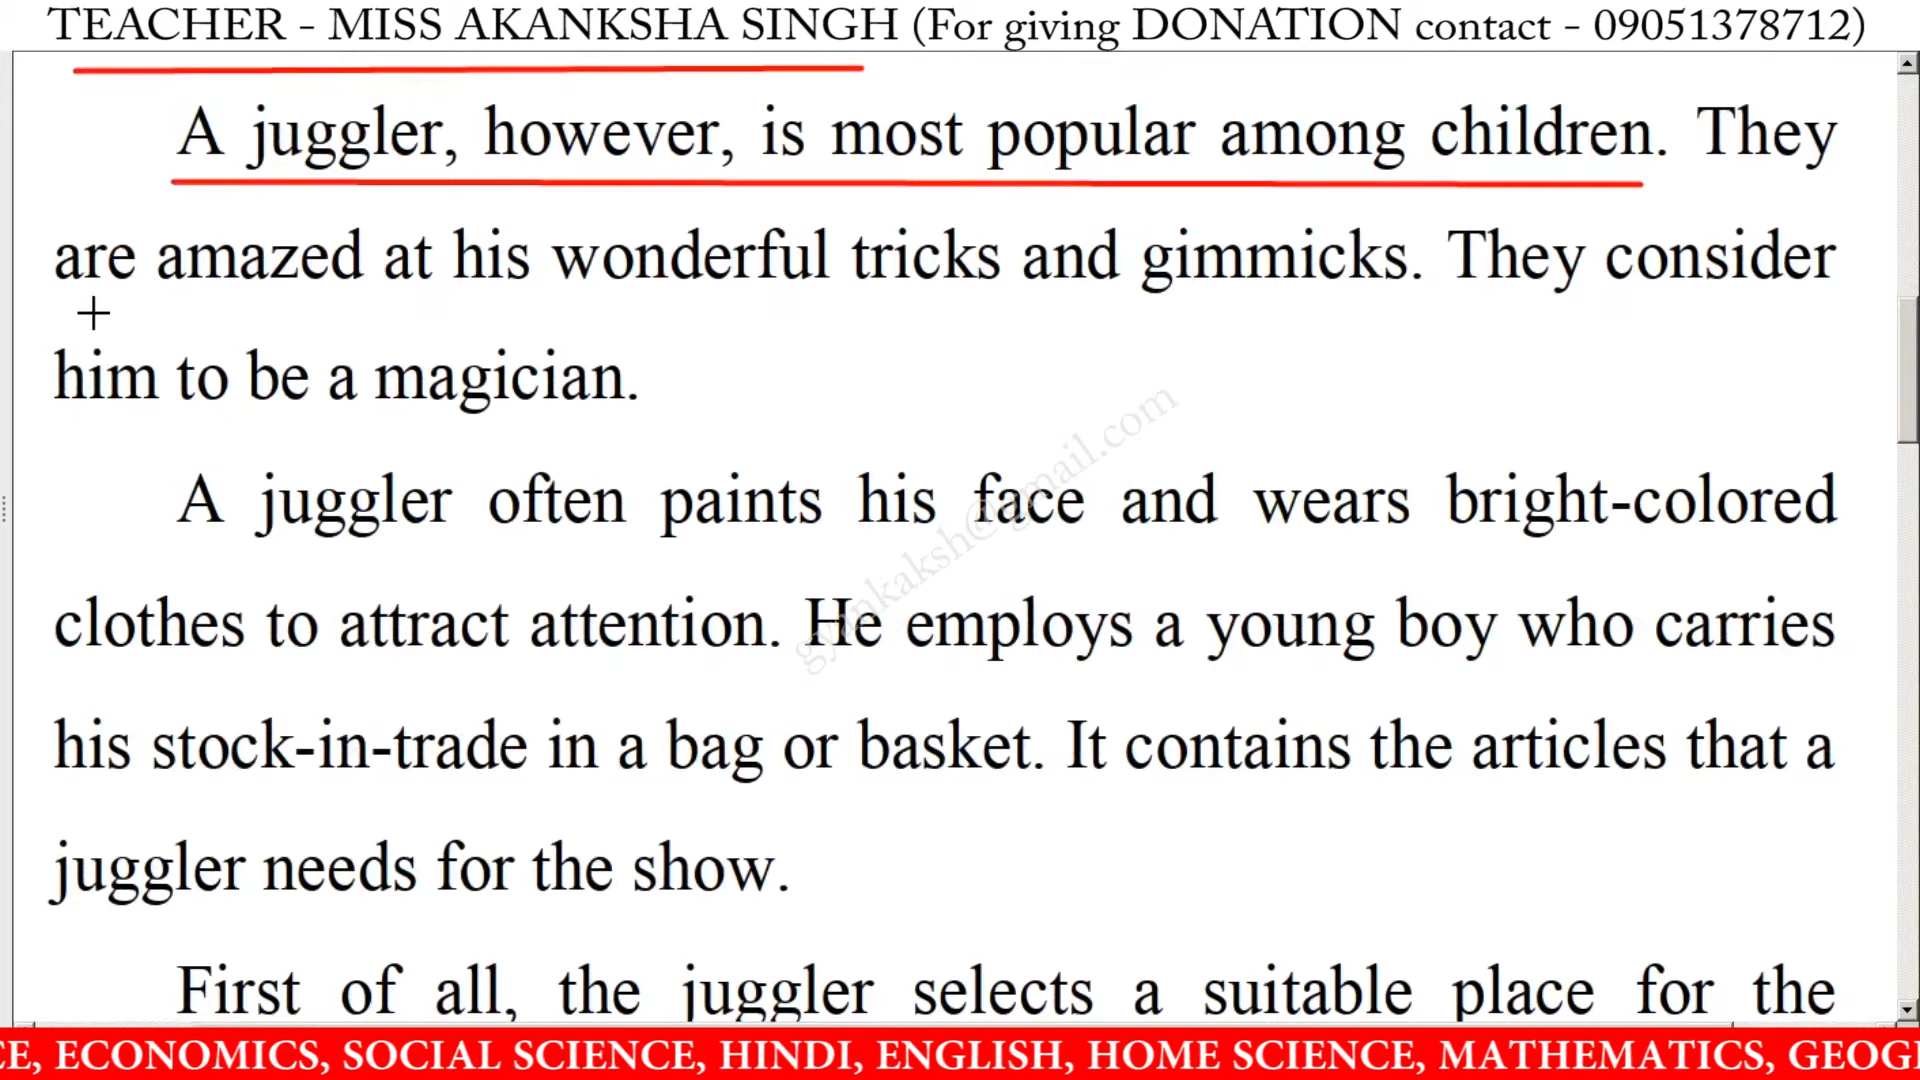 TEACHER - MISS AKANKSHA SINGH (For giving DONATION contact - 09051378712)
A juggler, however, is most popular among children. They
are amazed at his wonderful tricks and gimmicks. They consider
him to be a magician.
A juggler often paints his face and wears bright-colored
clothes to attract attention. He employs a young boy who carries
his stock-in-trade in a bag or basket. It contains the articles that a
juggler needs for the show.
First of all, the juggler selects a suitable place for the
gyankaksh@gmail.com
CE, ECONOMICS, SOCIAL SCIENCE, HINDI, ENGLISH, HOME SCIENCE, MATHEMATICS, GEOG